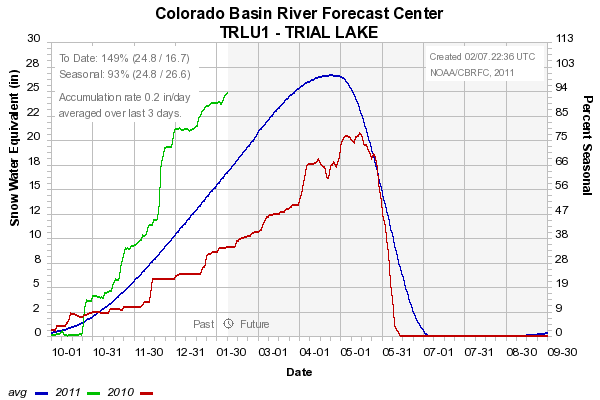 Colorado Basin River Forecast Center
TRLU1 - TRIAL LAKE
Snow Water Equivalent (in)
30
28
25
22
20
18
15
12
10
8
5
2
0
To Date: 149% (24.8 / 16.7)
Seasonal: 93% (24.8 / 26.6)
Accumulation rate 0.2 in/day
averaged over last 3 days.
Created 02/07.22:36 UTC
NOAA/CBRFC, 2011
Past Future
113
103
94
85
75
66
56
47
38
28
19
9
0
Percent Seasonal
10-01 10-31 11-30 12-31 01-30 03-01 04-01 05-01 05-31 07-01 07-31 08-30 09-30
Date
avg 2011 2010